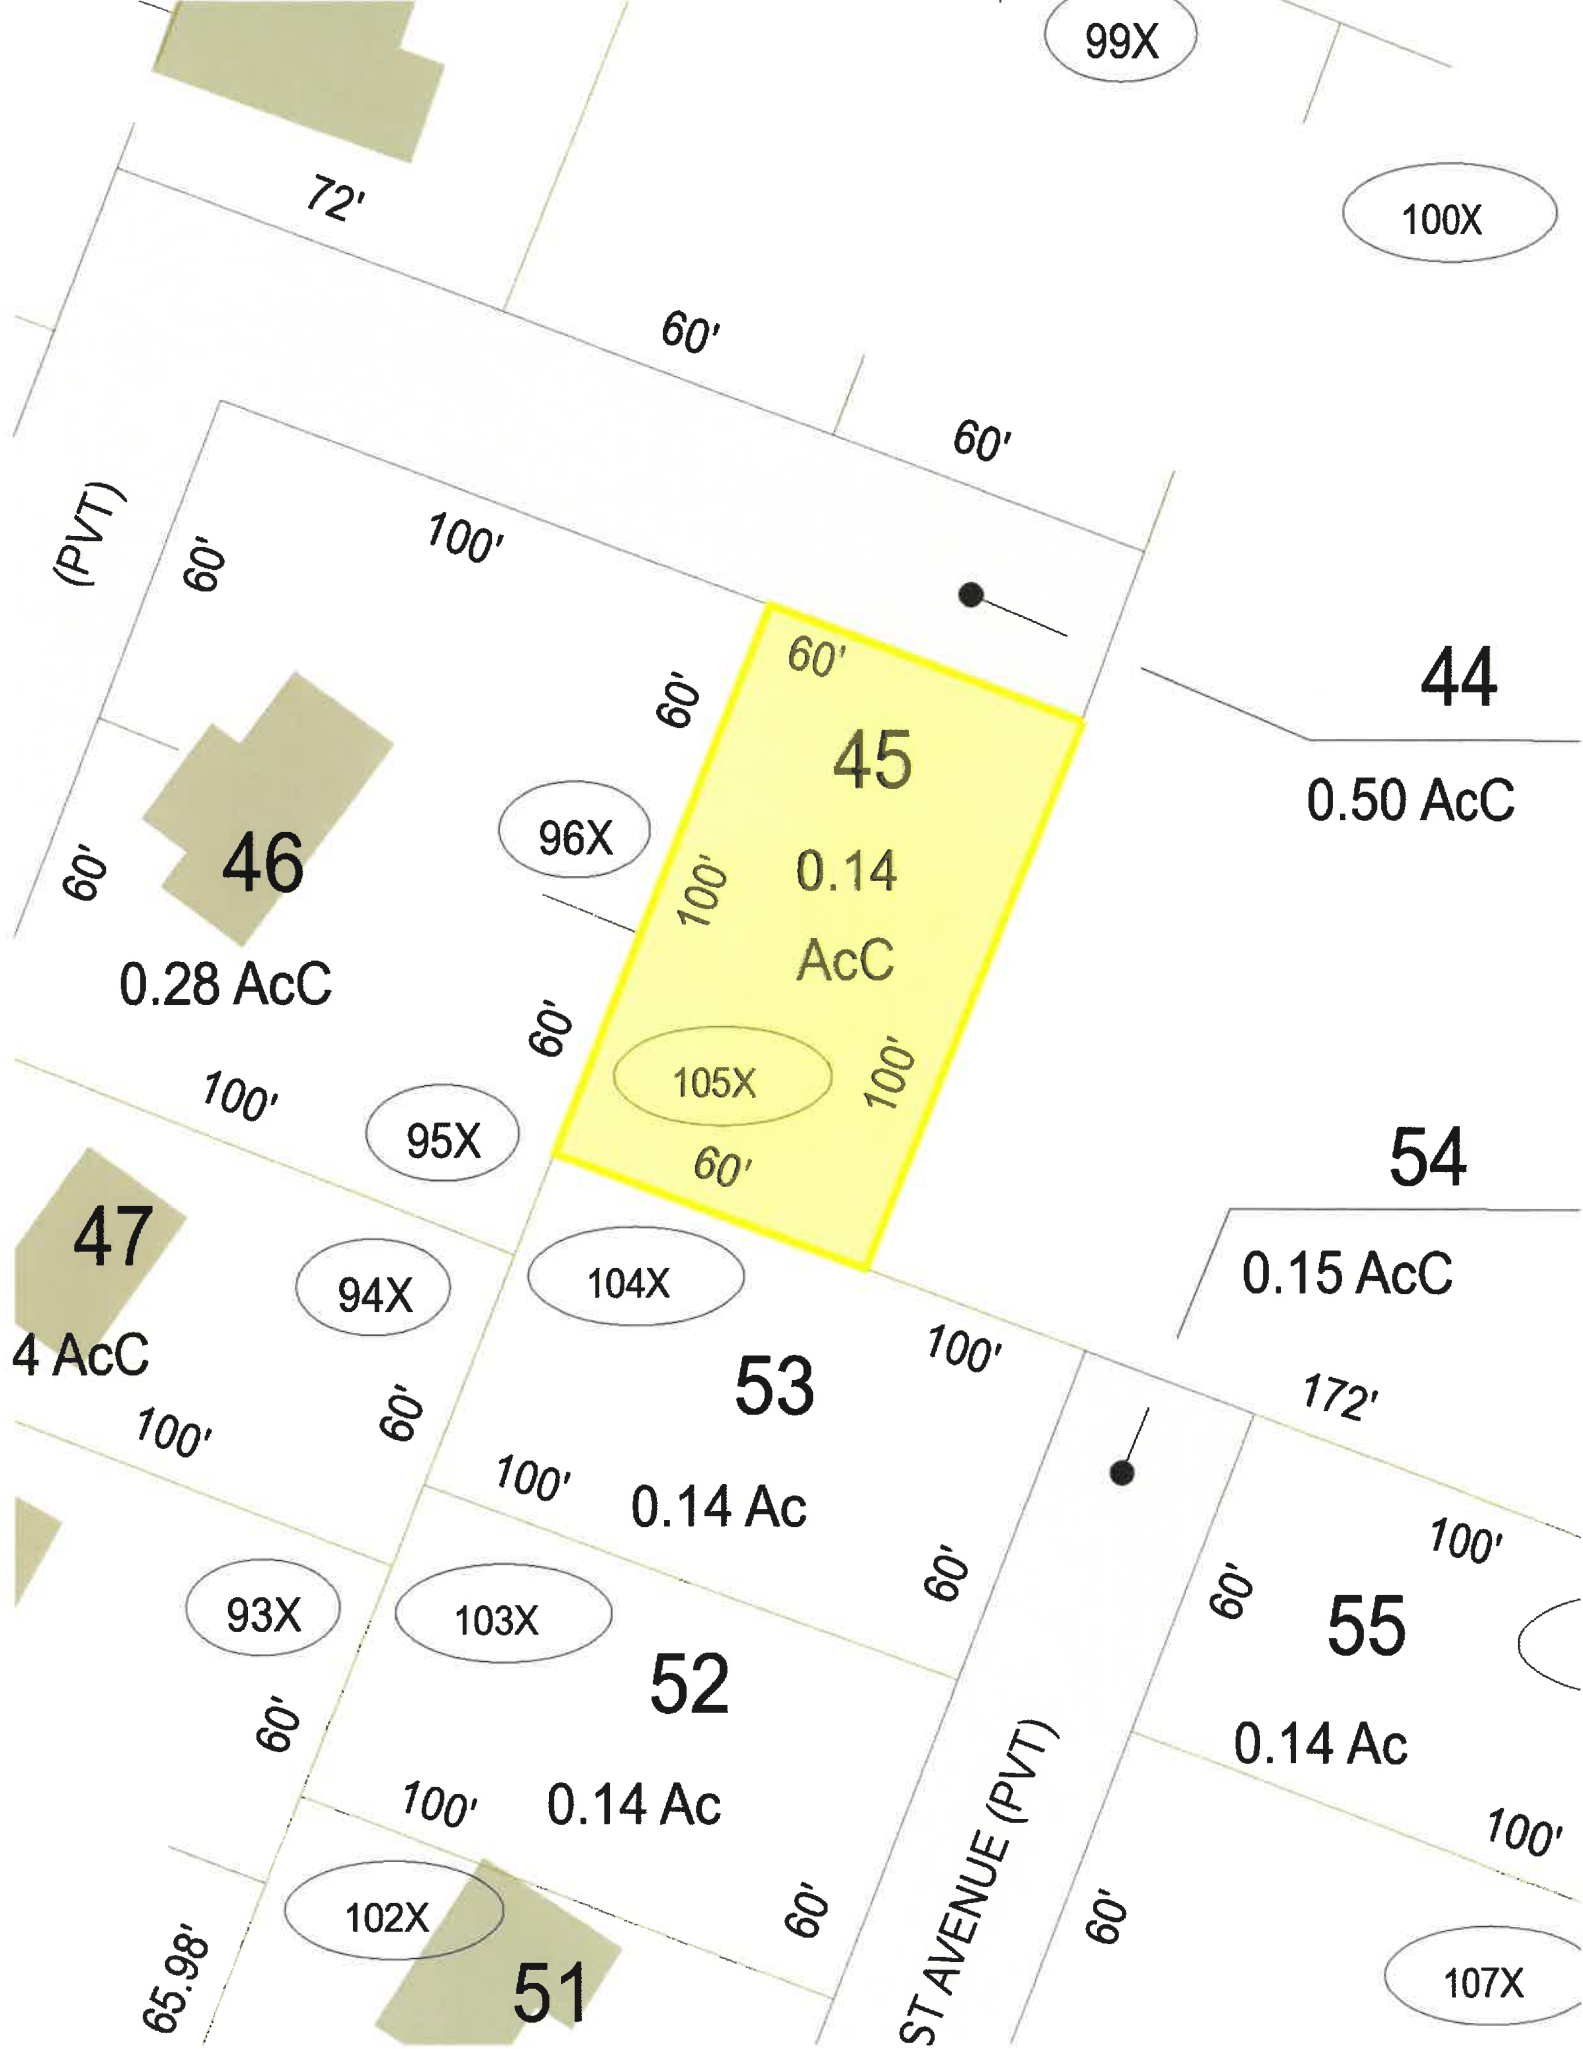 99X
100X
72'
60'
60'
(PVT)
60'
100'
60'
60'
44
0.50 AcC
45
0.14
AcC
96X
100'
46
60'
0.28 AcC
60'
105X
100'
60'
100'
95X
54
0.15 AcC
47
4 AcC
94X
104X
53
100'
172'
60'
100'
100'
0.14 Ac
100'
60'
60'
55
93X
103X
52
60'
0.14 Ac
0.14 Ac
100'
100'
60'
60'
ST AVENUE (PVT)
102X
51
65.98'
107X